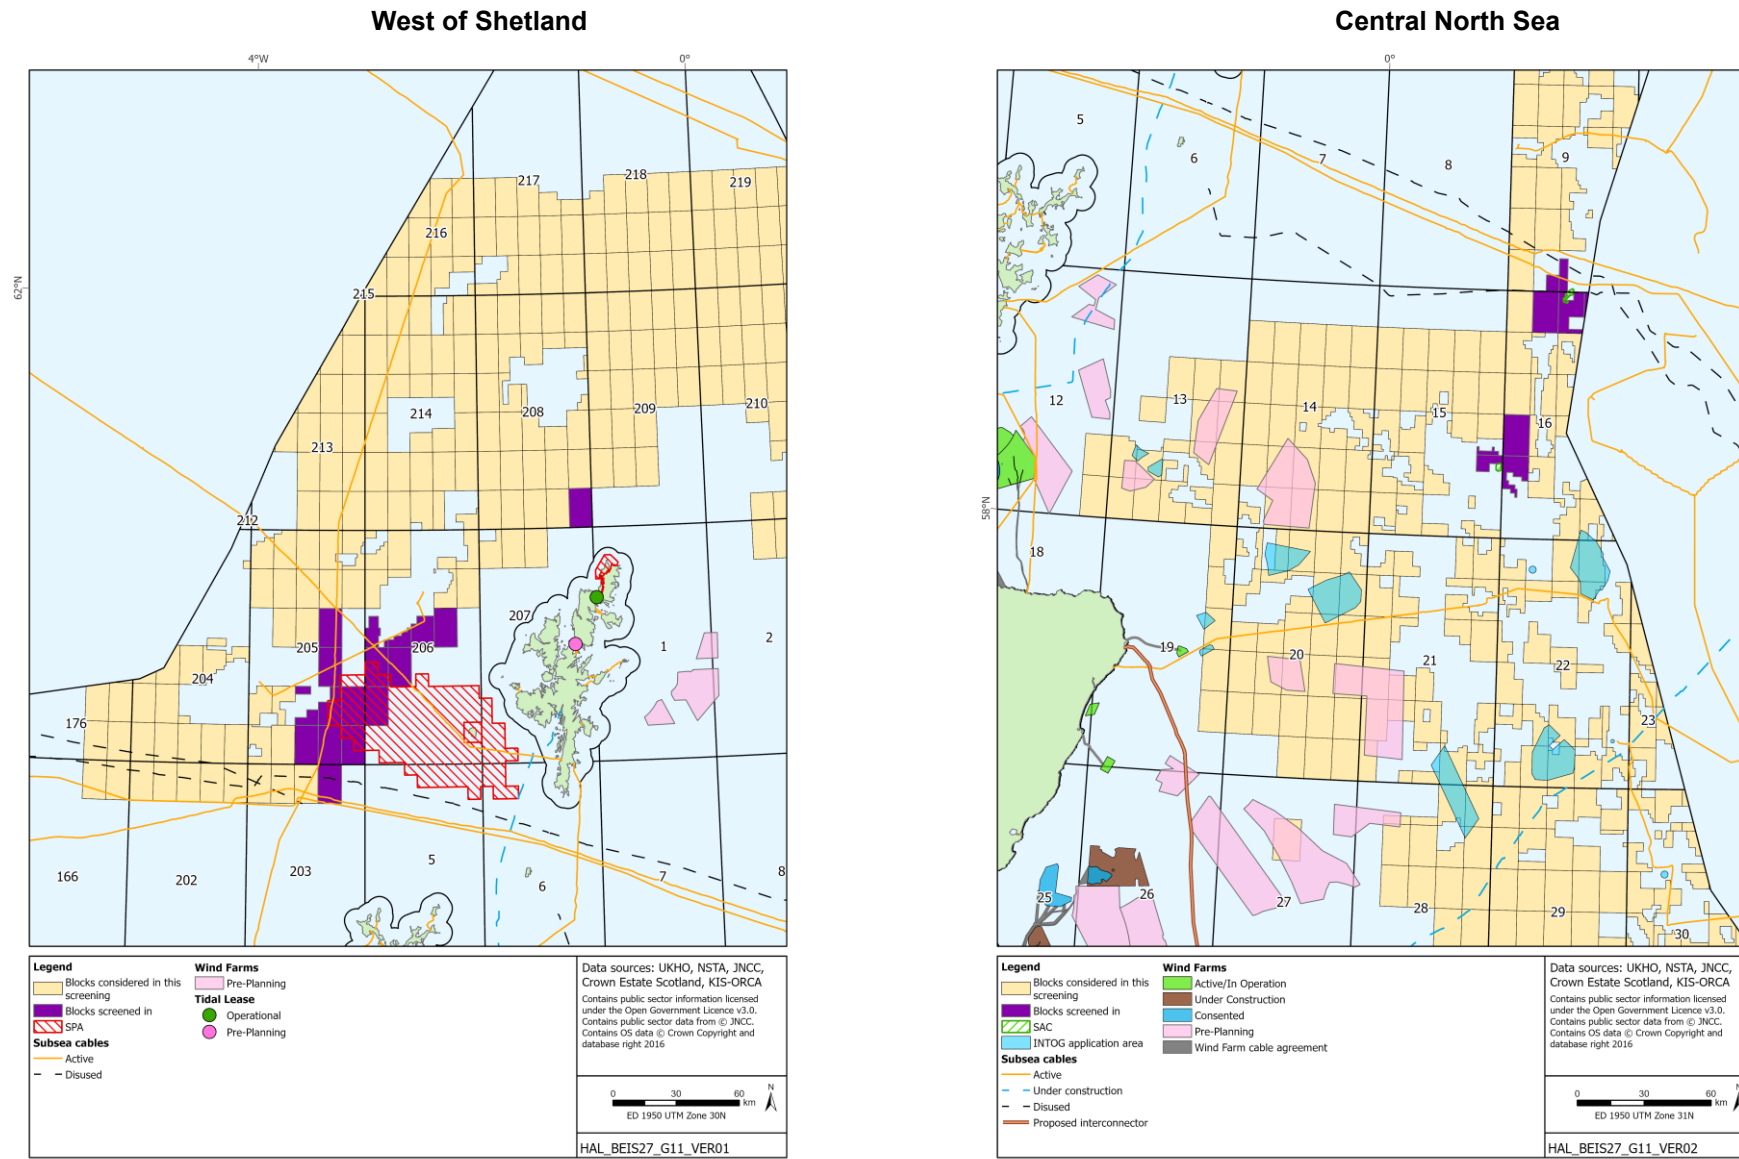 West of Shetland
4°W
0°
62°N
217
218
219
216
215
214
208
209
210
213
212
207
205
206
204
1
2
176
5
166
202
203
6
7
8
Legend
Blocks considered in this
screening
Blocks screened in
SPA
Subsea cables
Active
Disused
Wind Farms
Pre-Planning
Tidal Lease
Operational
Pre-Planning
Data sources: UKHO, NSTA, JNCC,
Crown Estate Scotland, KIS-ORCA
Contains public sector information licensed
under the Open Government Licence v3.0.
Contains public sector data from © JNCC.
Contains OS data © Crown Copyright and
database right 2016
0 30 60
km
N
ED 1950 UTM Zone 30N
HAL_BEIS27_G11_VER01
Central North Sea
0°
58°N
5
6
7
8
9
12
13
14
15
16
18
19
20
21
22
23
25
26
27
28
29
30
Legend
Blocks considered in this
screening
Blocks screened in
SAC
INTOG application area
Subsea cables
Active
Under construction
Disused
Proposed interconnector
Wind Farms
Active/In Operation
Under Construction
Consented
Pre-Planning
Wind Farm cable agreement
Data sources: UKHO, NSTA, JNCC,
Crown Estate Scotland, KIS-ORCA
Contains public sector information licensed
under the Open Government Licence v3.0.
Contains public sector data from © JNCC.
Contains OS data © Crown Copyright and
database right 2016
0 30 60
km
ED 1950 UTM Zone 31N
HAL_BEIS27_G11_VER02